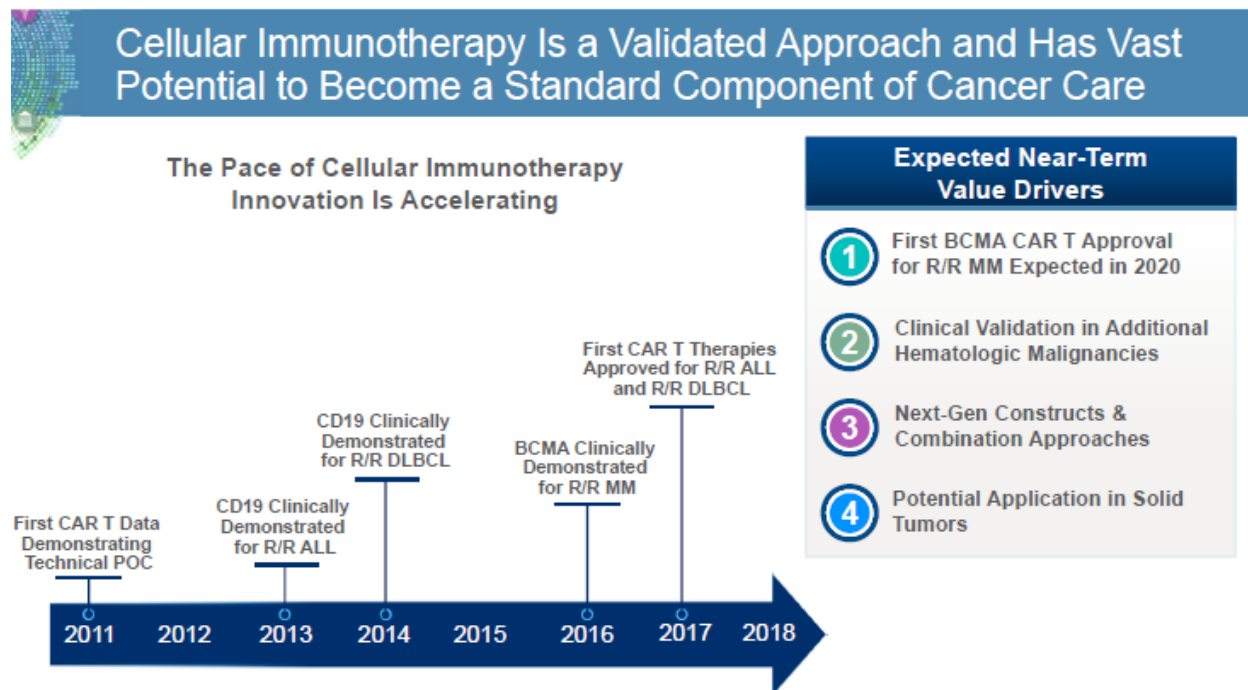 Cellular Immunotherapy Is a Validated Approach and Has Vast
Potential to Become a Standard Component of Cancer Care
The Pace of Cellular Immunotherapy
Innovation Is Accelerating
First CAR T Data
Demonstrating
Technical POC
CD19 Clinically
Demonstrated
for R/R ALL
CD19 Clinically
Demonstrated
for R/R DLBCL
BCMA Clinically
Demonstrated
for R/R MM
First CAR T Therapies
Approved for R/R ALL
and R/R DLBCL
2011 2012 2013 2014 2015 2016 2017 2018
Expected Near-Term
Value Drivers
1 First BCMA CAR T Approval
for R/R MM Expected in 2020
2 Clinical Validation in Additional
Hematologic Malignancies
3 Next-Gen Constructs &
Combination Approaches
4 Potential Application in Solid
Tumors